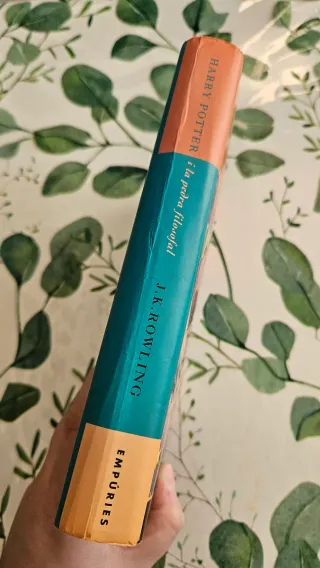 HARRY POTTER
i la pedra filosofal
J.K.ROWLING
EMPÚRIES